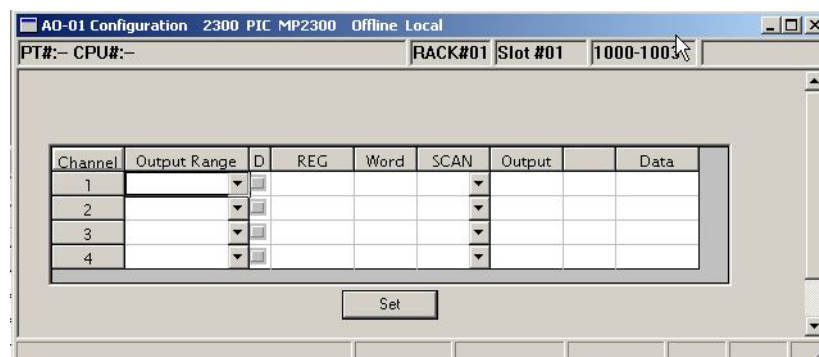 AO-01 Configuration 2300 PIC MP2300 Offline Local
PT#:– CPU#:– RACK#01 Slot #01 1000-1003
Channel Output Range D REG Word SCAN Output Data
1
2
3
4
Set